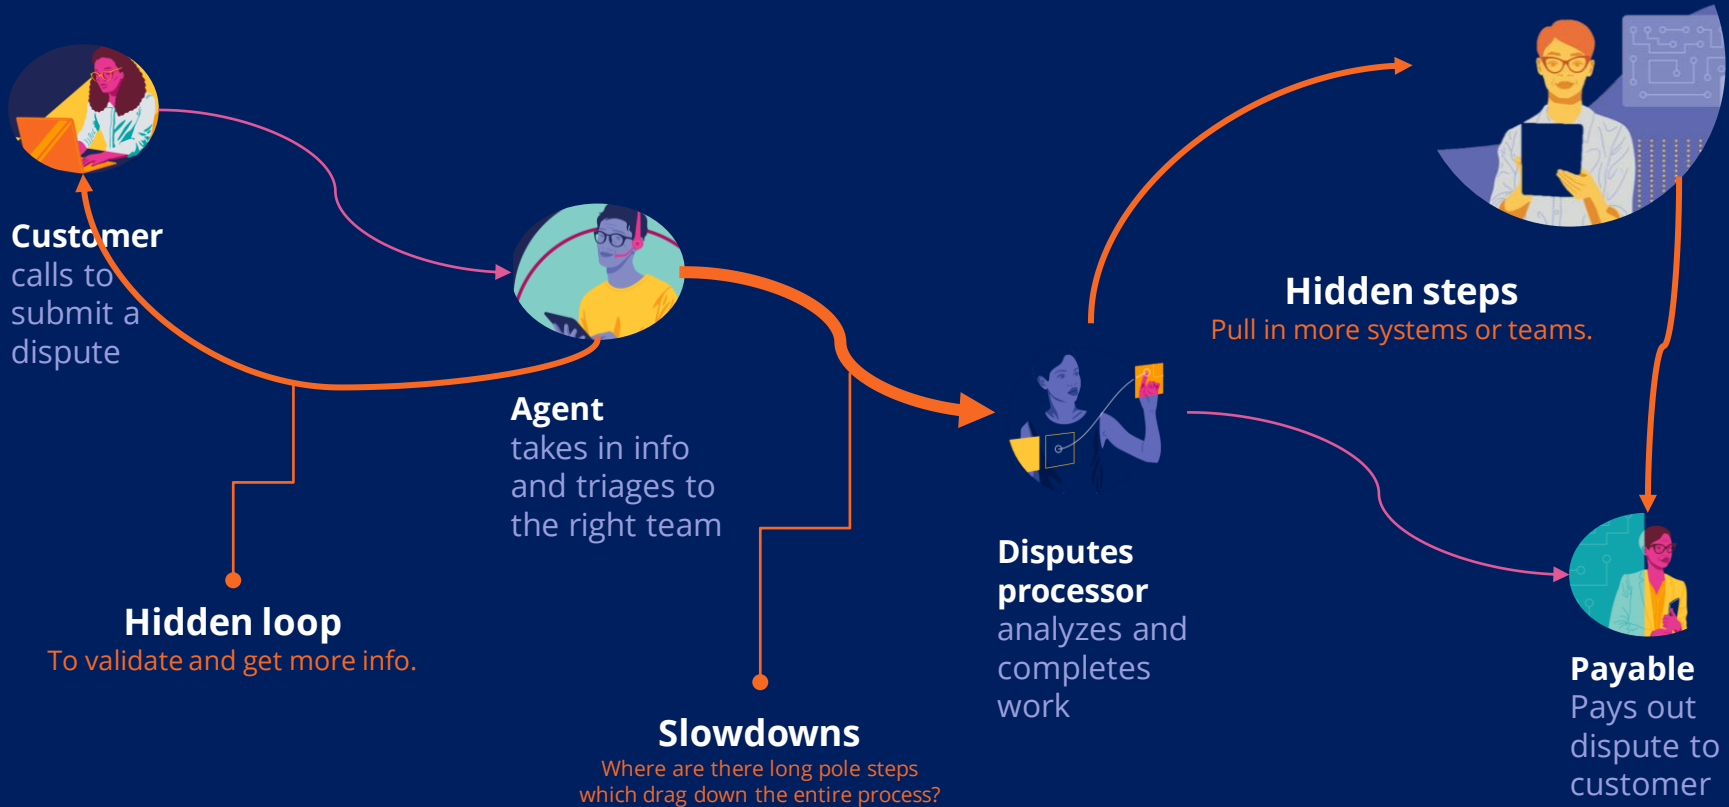 Customer
calls to
submit a
dispute
Agent
takes in info
and triages to
the right team
Hidden loop
To validate and get more info.
Slowdowns
Where are there long pole steps
which drag down the entire process?
Disputes
processor
analyzes and
completes
work
Hidden steps
Pull in more systems or teams.
Payable
Pays out
dispute to
customer